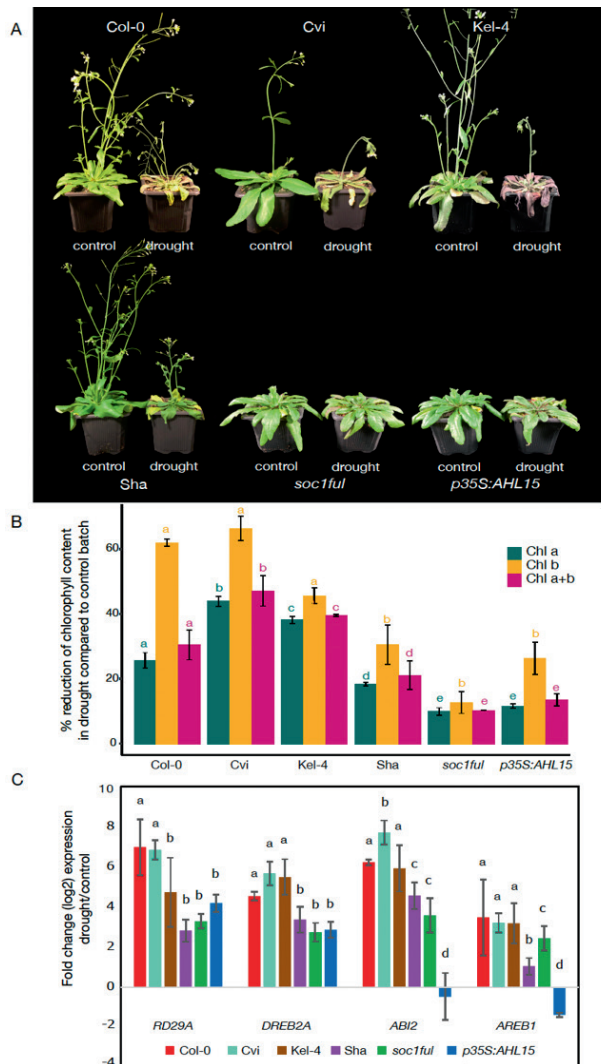 A
Col-0 Cvi Kel-4
control drought control drought control drought
control drought control drought control drought
Sha soc1ful p35S:AHL15
B
% reduction of chlorophyll content
in drought compared to control batch
60
40
20
0
a a a
b a b
c a c
d b d
e b e
e b e
Chl a
Chl b
Chl a+b
Col-0 Cvi Kel-4 Sha soc1ful p35S:AHL15
C
Fold change (log2) expression
drought/control
10
8
6
4
2
0
-2
-4
a a b b b b
a a a b b b
a b a c c d
a a a b c d
RD29A DREB2A ABI2 AREB1
Col-0 Cvi Kel-4 Sha soc1ful p35S:AHL15